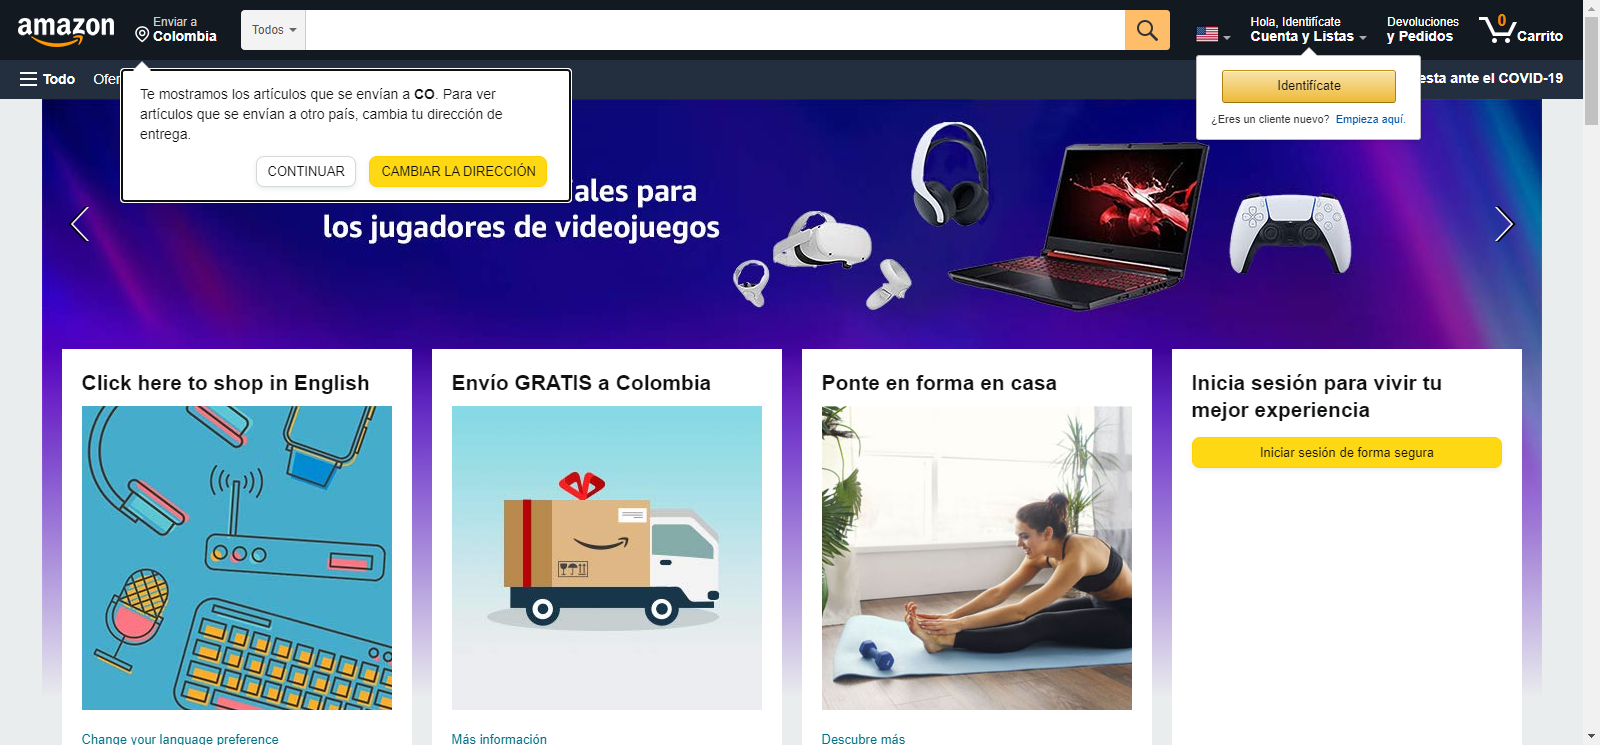 amazon
Enviar a
Colombia
Todos
Hola, Identifícate
Cuenta y Listas
Devoluciones
y Pedidos
0
Carrito
Todo
esta ante el COVID-19
Te mostramos los artículos que se envían a CO. Para ver
artículos que se envían a otro país, cambia tu dirección de
entrega.
CONTINUAR
CAMBIAR LA DIRECCIÓN
Identifícate
¿Eres un cliente nuevo? Empieza aquí.
para
los jugadores de videojuegos
Click here to shop in English
Envío GRATIS a Colombia
Ponte en forma en casa
Inicia sesión para vivir tu
mejor experiencia
Iniciar sesión de forma segura
Change your language preference
Más información
Descubre más